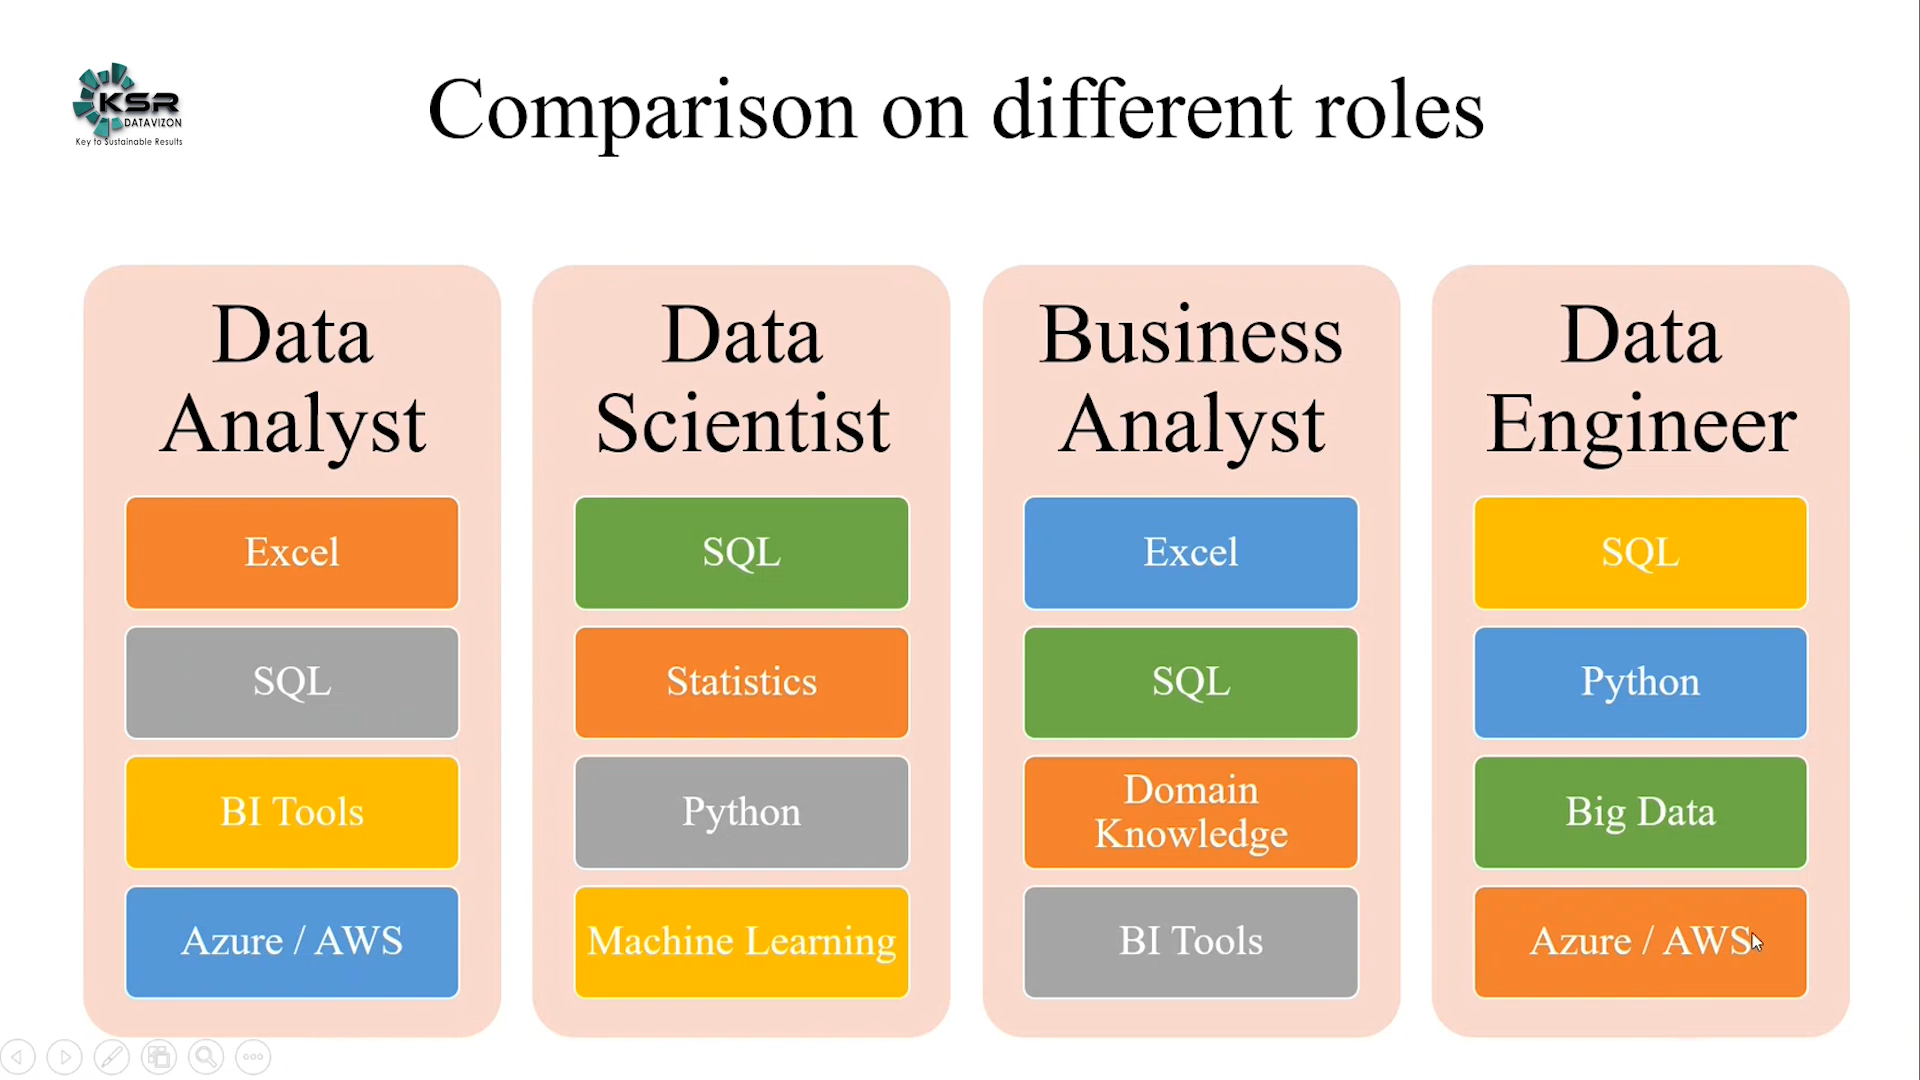 KSR
DATAVIZON
Key to Sustainable Results
Comparison on different roles
Data
Analyst
Excel
SQL
BI Tools
Azure / AWS
Data
Scientist
SQL
Statistics
Python
Machine Learning
Business
Analyst
Excel
SQL
Domain
Knowledge
BI Tools
Data
Engineer
SQL
Python
Big Data
Azure / AWS